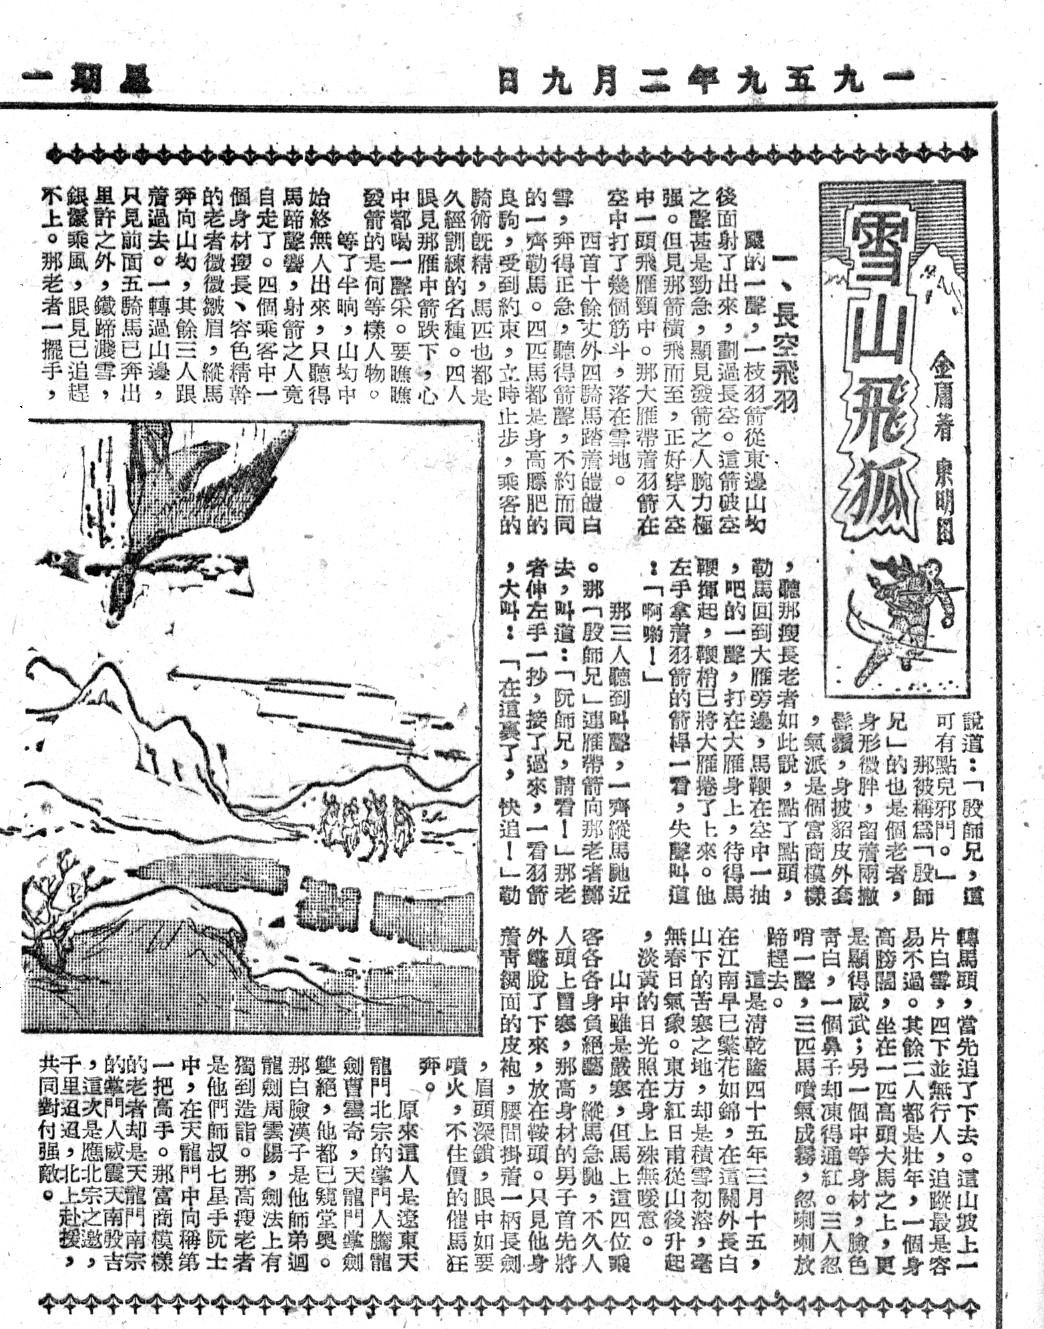 一九五九年二月九日
星期一
雪山飛狐
金庸著
一、長空飛羽
颼的一聲，一枝羽箭從東邊山坳
後面射了出來，劃過長空。這箭破空
之聲甚是勁急，顯見發箭之人腕力極
强。但見那箭橫飛而至，正好穿入空
中一頭飛雁頸中。那大雁帶着羽箭在
空中打了幾個筋斗，落在雪地。
西首十餘丈外四騎馬踏着皚皚白
雪，奔得正急，聽得箭聲，不約而同
的一齊勒馬。四匹馬都是身高膘肥的
良駒，受到約束，立時止步，乘客的
騎術旣精，馬匹也都是
久經訓練的名種。四人
眼見那雁中箭跌下，心
中都喝一聲采。要瞧瞧
發箭的是何等樣人物。
等了半晌，山坳中
始終無人出來，只聽得
馬蹄聲響，射箭之人竟
自走了。四個乘客中一
個身材瘦長、容色精幹
的老者微微皺眉，縱馬
奔向山坳，其餘三人跟
着過去。一轉過山邊，
只見前面五騎馬已奔出
里許之外，鐵蹄濺雪，
銀鬃乘風，眼見已追趕
不上。那老者一擺手，
說道：「殷師兄，這
可有點兒邪門。」
那被稱爲「殷師
兄」的也是個老者，
身形微胖，留着兩撇
髭鬚，身披貂皮外套
，氣派是個富商模樣
，聽那瘦長老者如此說，點了點頭，
勒馬回到大雁旁邊，馬鞭在空中一抽
，吧的一聲，打在大雁身上，待得馬
鞭揮起，鞭梢已將大雁捲了上來。他
左手拿着羽箭的箭桿一看，失聲叫道
：「啊喲！」
那三人聽到叫聲，一齊縱馬馳近
。那「殷師兄」連雁帶箭向那老者擲
去，叫道：「阮師兄，請看！」那老
者伸左手一抄，接了過來，一看羽箭
，大叫：「在這裏了，快追！」勒
轉馬頭，當先追了下去。這山坡上一
片白雪，四下並無行人，追蹤最是容
易不過。其餘二人都是壯年，一個身
高膀闊，坐在一匹高頭大馬之上，更
是顯得威武；另一個中等身材，臉色
靑白，一個鼻子却凍得通紅。三人忽
哨一聲，三匹馬噴氣成霧，忽喇喇放
蹄趕去。
這是淸乾隆四十五年三月十五，
在江南早已繁花如錦，在這關外長白
山下的苦寒之地，却是積雪初溶，毫
無春日氣象。東方紅日甫從山後升起
，淡黃的日光照在身上殊無暖意。
山中雖是嚴寒，但馬上這四位乘
客各各身負絕藝，縱馬急馳，不久人
人頭上冒寒，那高身材的男子首先將
外氅脫了下來，放在鞍頭。只見他身
着靑綢面的皮袍，腰間掛着一柄長劍
，眉頭深鎖，眼中如要
噴火，不住價的催馬狂
奔。
原來這人是遼東天
龍門北宗的掌門人騰龍
劍曹雲奇，天龍門掌劍
雙絕，他都已窺堂奧。
那白臉漢子是他師弟迴
龍劍周雲陽，劍法上有
獨到造詣。那高瘦老者
是他們師叔七星手阮士
中，在天龍門中向稱第
一把高手。那富商模樣
的老者却是天龍門南宗
的掌門人威震天南殷吉
，這次是應北宗之邀，
千里迢迢，北上赴援，
共同對付强敵。